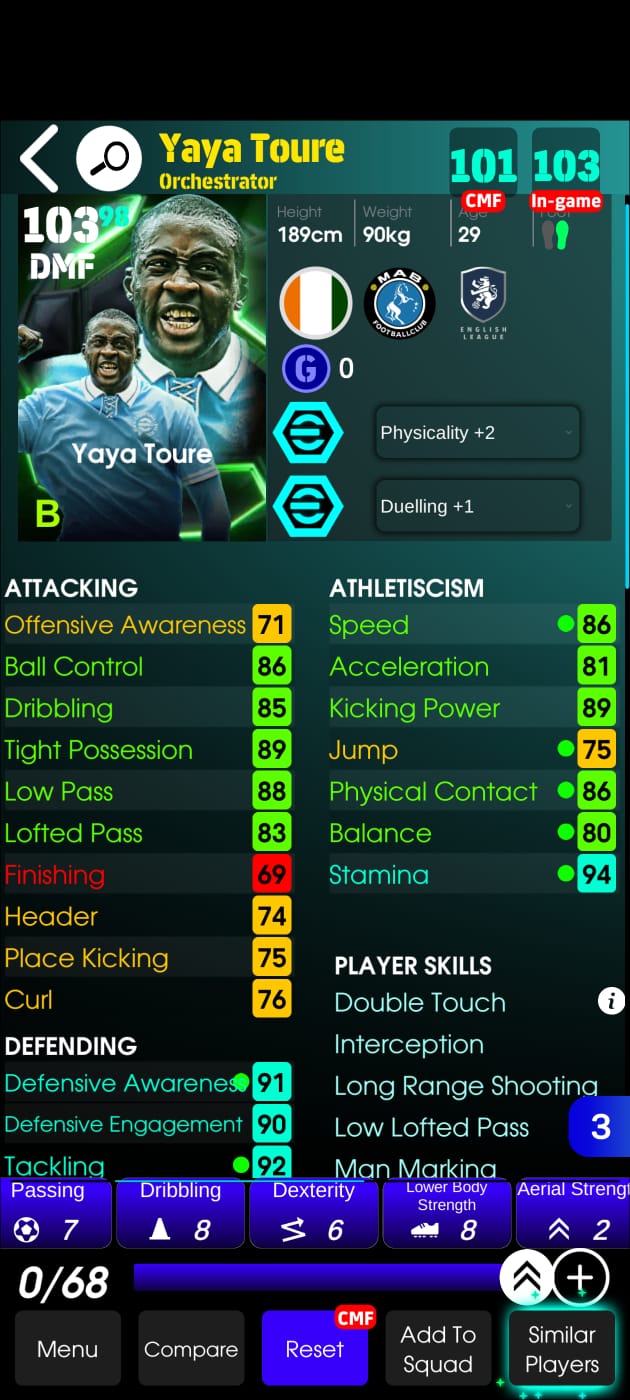 Yaya Toure
Orchestrator
101
CMF
103
In-game
103
98
DMF
Height
189cm
Weight
90kg
Age
29
Foot
MAB
FOOTBALLCLUB
ENGLISH
LEAGUE
G 0
Physicality +2
Duelling +1
Yaya Toure
B
ATTACKING
Offensive Awareness 71
Ball Control 86
Dribbling 85
Tight Possession 89
Low Pass 88
Lofted Pass 83
Finishing 69
Header 74
Place Kicking 75
Curl 76
DEFENDING
Defensive Awareness 91
Defensive Engagement 90
Tackling 92
ATHLETISCISM
Speed 86
Acceleration 81
Kicking Power 89
Jump 75
Physical Contact 86
Balance 80
Stamina 94
PLAYER SKILLS
Double Touch
i
Interception
Long Range Shooting
Low Lofted Pass
3
Man Marking
Passing
7
Dribbling
8
Dexterity
6
Lower Body
Strength
8
Aerial Strengt
2
0/68
Menu
Compare
CMF
Reset
Add To
Squad
Similar
Players